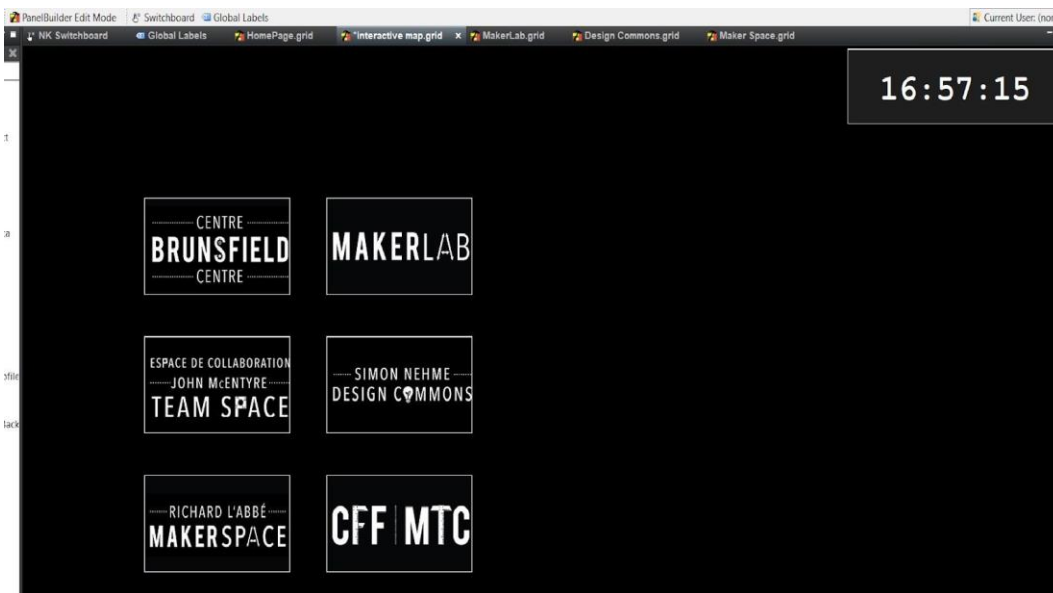 PanelBuilder Edit Mode Switchboard Global Labels Current User: (non
NK Switchboard Global Labels HomePage.grid *interactive map.grid x MakerLab.grid Design Commons.grid Maker Space.grid
16:57:15
CENTRE
BRUNSFIELD
CENTRE
MAKERLAB
ESPACE DE COLLABORATION
JOHN McENTYRE
TEAM SPACE
SIMON NEHME
DESIGN COMMONS
RICHARD L'ABBÉ
MAKERSPACE
CFF | MTC